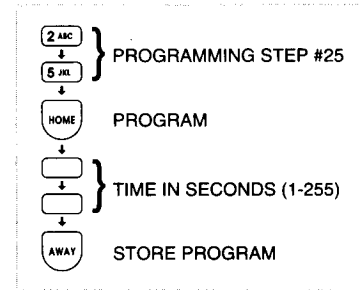 2 ABC
5 JKL
PROGRAMMING STEP #25
HOME
PROGRAM
TIME IN SECONDS (1-255)
AWAY
STORE PROGRAM